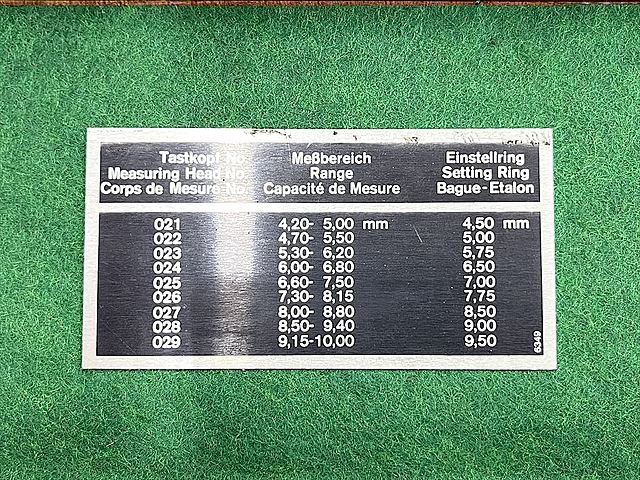 Tastkopf No. Meßbereich Einstellring
Measuring Head No. Range Setting Ring
Corps de Mesure No. Capacité de Mesure Bague-Etalon
021 4,20- 5,00 mm 4,50 mm
022 4,70- 5,50 5,00
023 5,30- 6,20 5,75
024 6,00- 6,80 6,50
025 6,60- 7,50 7,00
026 7,30- 8,15 7,75
027 8,00- 8,80 8,50
028 8,50- 9,40 9,00
029 9,15-10,00 9,50
6349